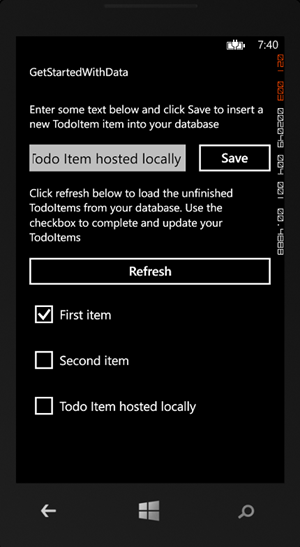 7:40
GetStartedWithData
Enter some text below and click Save to insert a
new TodoItem item into your database
Todo Item hosted locally
Save
Click refresh below to load the unfinished
TodoItems from your database. Use the
checkbox to complete and update your
TodoItems
Refresh
First item
Second item
Todo Item hosted locally